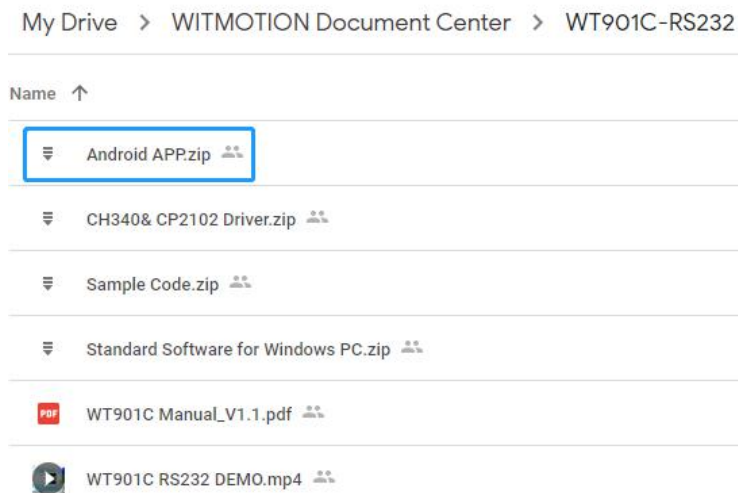 My Drive > WITMOTION Document Center > WT901C-RS232
Name ↑
Android APP.zip
CH340& CP2102 Driver.zip
Sample Code.zip
Standard Software for Windows PC.zip
PDF WT901C Manual_V1.1.pdf
WT901C RS232 DEMO.mp4